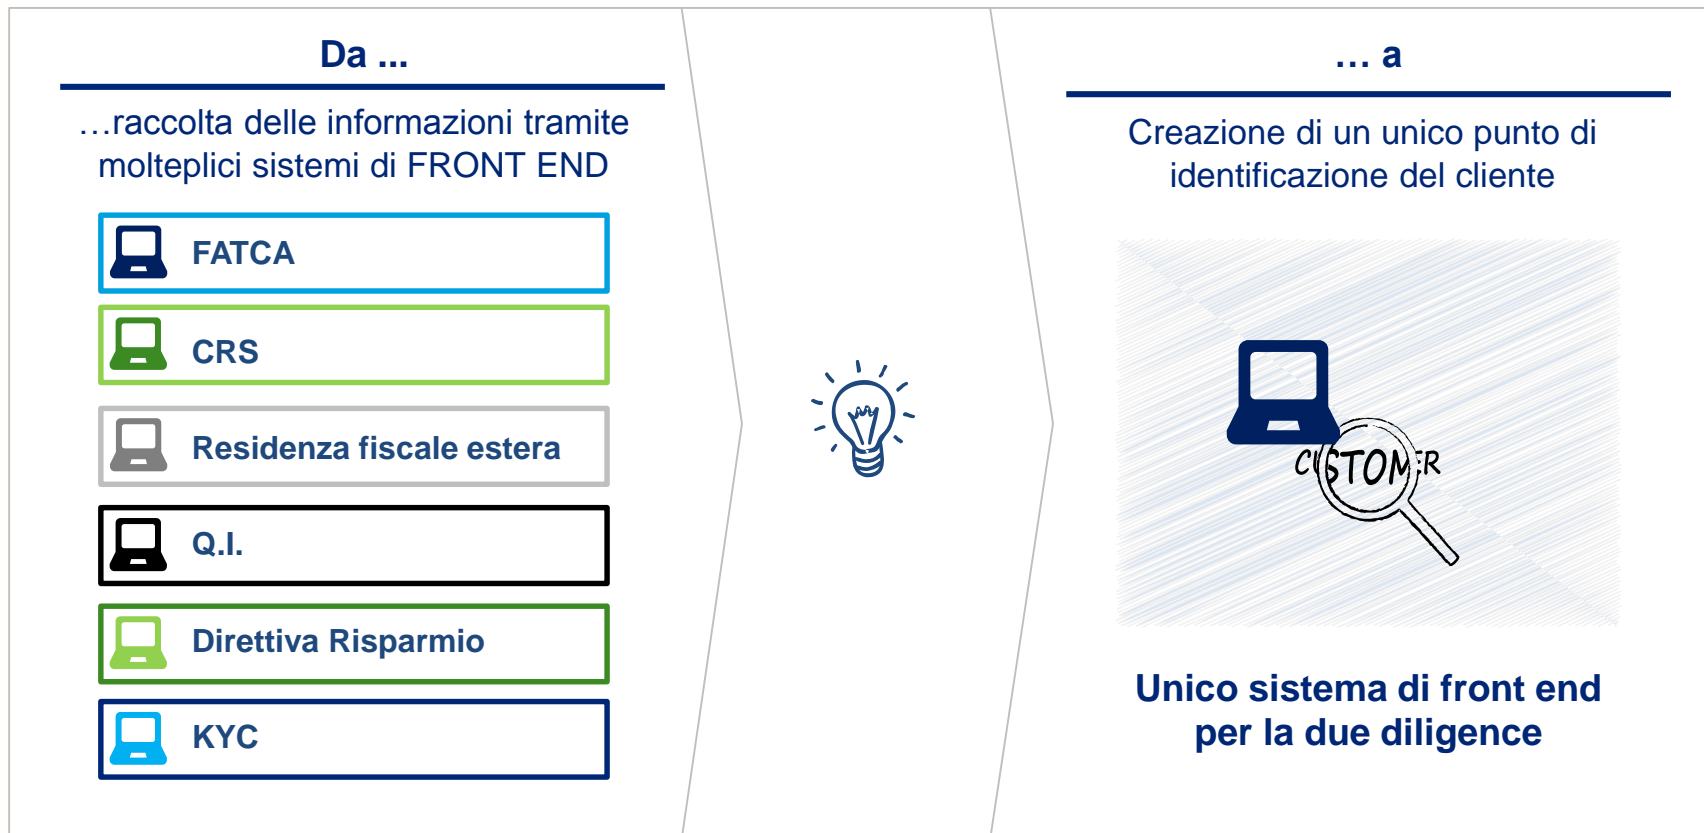 Da ...
…raccolta delle informazioni tramite
molteplici sistemi di FRONT END
FATCA
CRS
Residenza fiscale estera
Q.I.
Direttiva Risparmio
KYC
… a
Creazione di un unico punto di
identificazione del cliente
CUSTOMER
Unico sistema di front end
per la due diligence